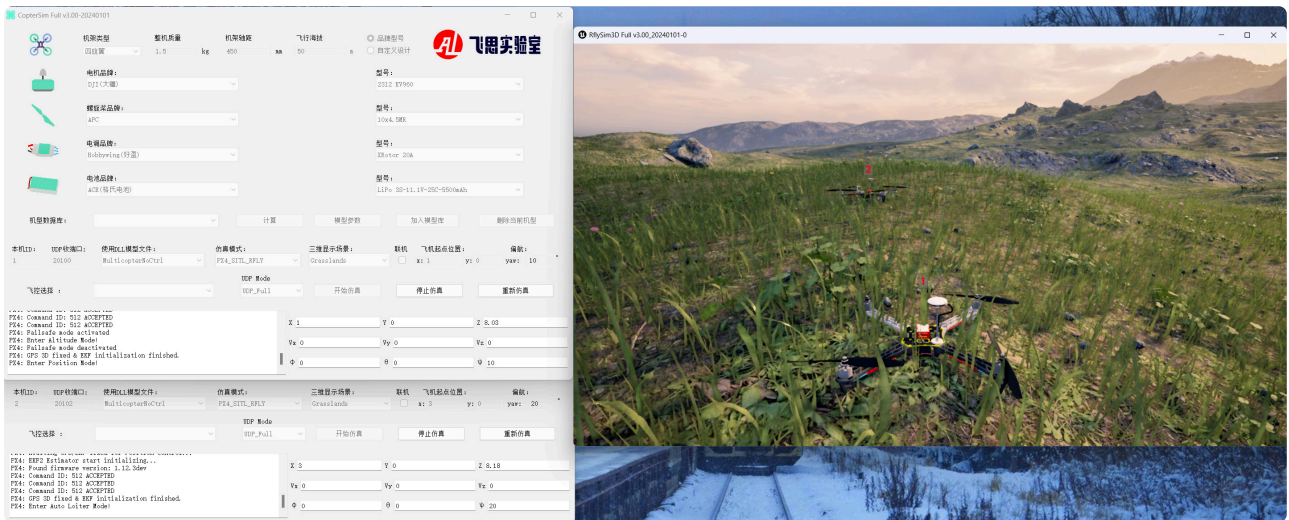 CopterSim Full v3.00-20240101
机架类型 整机质量 机架轴距 飞行海拔 品牌型号
四旋翼 1.5 kg 450 mm 50 m 自定义设计
飞思实验室
电机品牌: 型号:
DJI(大疆) 2312 KV960
螺旋桨品牌: 型号:
APC 10x4.5MR
电调品牌: 型号:
Hobbywing(好盈) XRotor 20A
电池品牌: 型号:
ACE(格氏电池) LiPo 3S-11.1V-25C-5500mAh
机型数据库: 计算 模型参数 加入模型库 删除当前机型
本机ID: UDP收端口: 使用DLL模型文件: 仿真模式: 三维显示场景: 联机 飞机起点位置: 偏航:
1 20100 MulticopterNoCtrl PX4_SITL_RFLY Grasslands x: 1 y: 0 yaw: 10
UDP Mode
飞控选择 : UDP_Full 开始仿真 停止仿真 重新仿真
PX4: Command ID: 512 ACCEPTED
PX4: Command ID: 512 ACCEPTED
PX4: Failsafe mode activated
PX4: Enter Altitude Mode!
PX4: Failsafe mode deactivated
PX4: GPS 3D fixed & EKF initialization finished.
PX4: Enter Position Mode!
X 1 Y 0 Z 8.03
Vx 0 Vy 0 Vz 0
Φ 0 θ 0 Ψ 10
本机ID: UDP收端口: 使用DLL模型文件: 仿真模式: 三维显示场景: 联机 飞机起点位置: 偏航:
2 20102 MulticopterNoCtrl PX4_SITL_RFLY Grasslands x: 3 y: 0 yaw: 20
UDP Mode
飞控选择 : UDP_Full 开始仿真 停止仿真 重新仿真
PX4: EKF2 Estimator start initializing...
PX4: Found firmware version: 1.12.3dev
PX4: Command ID: 512 ACCEPTED
PX4: Command ID: 512 ACCEPTED
PX4: Command ID: 512 ACCEPTED
PX4: GPS 3D fixed & EKF initialization finished.
PX4: Enter Auto Loiter Mode!
X 3 Y 0 Z 8.18
Vx 0 Vy 0 Vz 0
Φ 0 θ 0 Ψ 20
RflySim3D Full v3.00_20240101-0
2
1